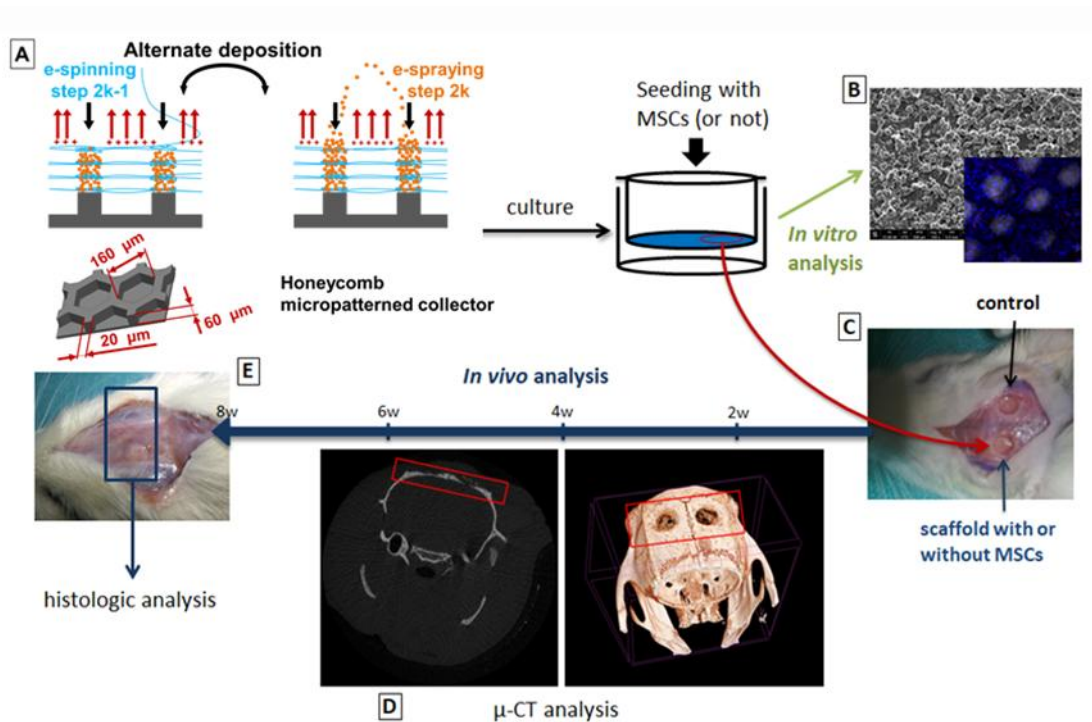 A
Alternate deposition
e-spinning
step 2k-1
e-spraying
step 2k
160 µm
20 µm
60 µm
Honeycomb
micropatterned collector
culture
Seeding with
MSCs (or not)
B
In vitro
analysis
C
control
scaffold with or
without MSCs
E
In vivo analysis
8w
6w
4w
2w
histologic analysis
D
µ-CT analysis